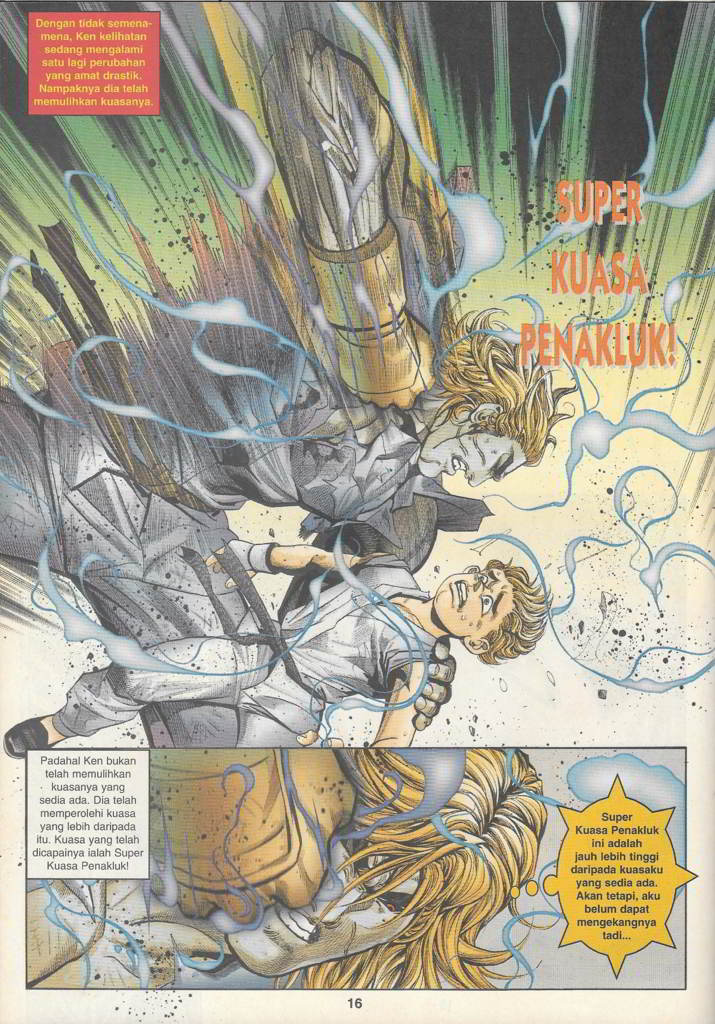 Dengan tidak semena-
mena, Ken kelihatan
sedang mengalami
satu lagi perubahan
yang amat drastik.
Nampaknya dia telah
memulihkan kuasanya.
SUPER
KUASA
PENAKLUK!
Padahal Ken bukan
telah memulihkan
kuasanya yang
sedia ada. Dia telah
memperolehi kuasa
yang lebih daripada
itu. Kuasa yang telah
dicapainya ialah Super
Kuasa Penakluk!
Super
Kuasa Penakluk
ini adalah
jauh lebih tinggi
daripada kuasaku
yang sedia ada.
Akan tetapi, aku
belum dapat
mengekangnya
tadi...
16